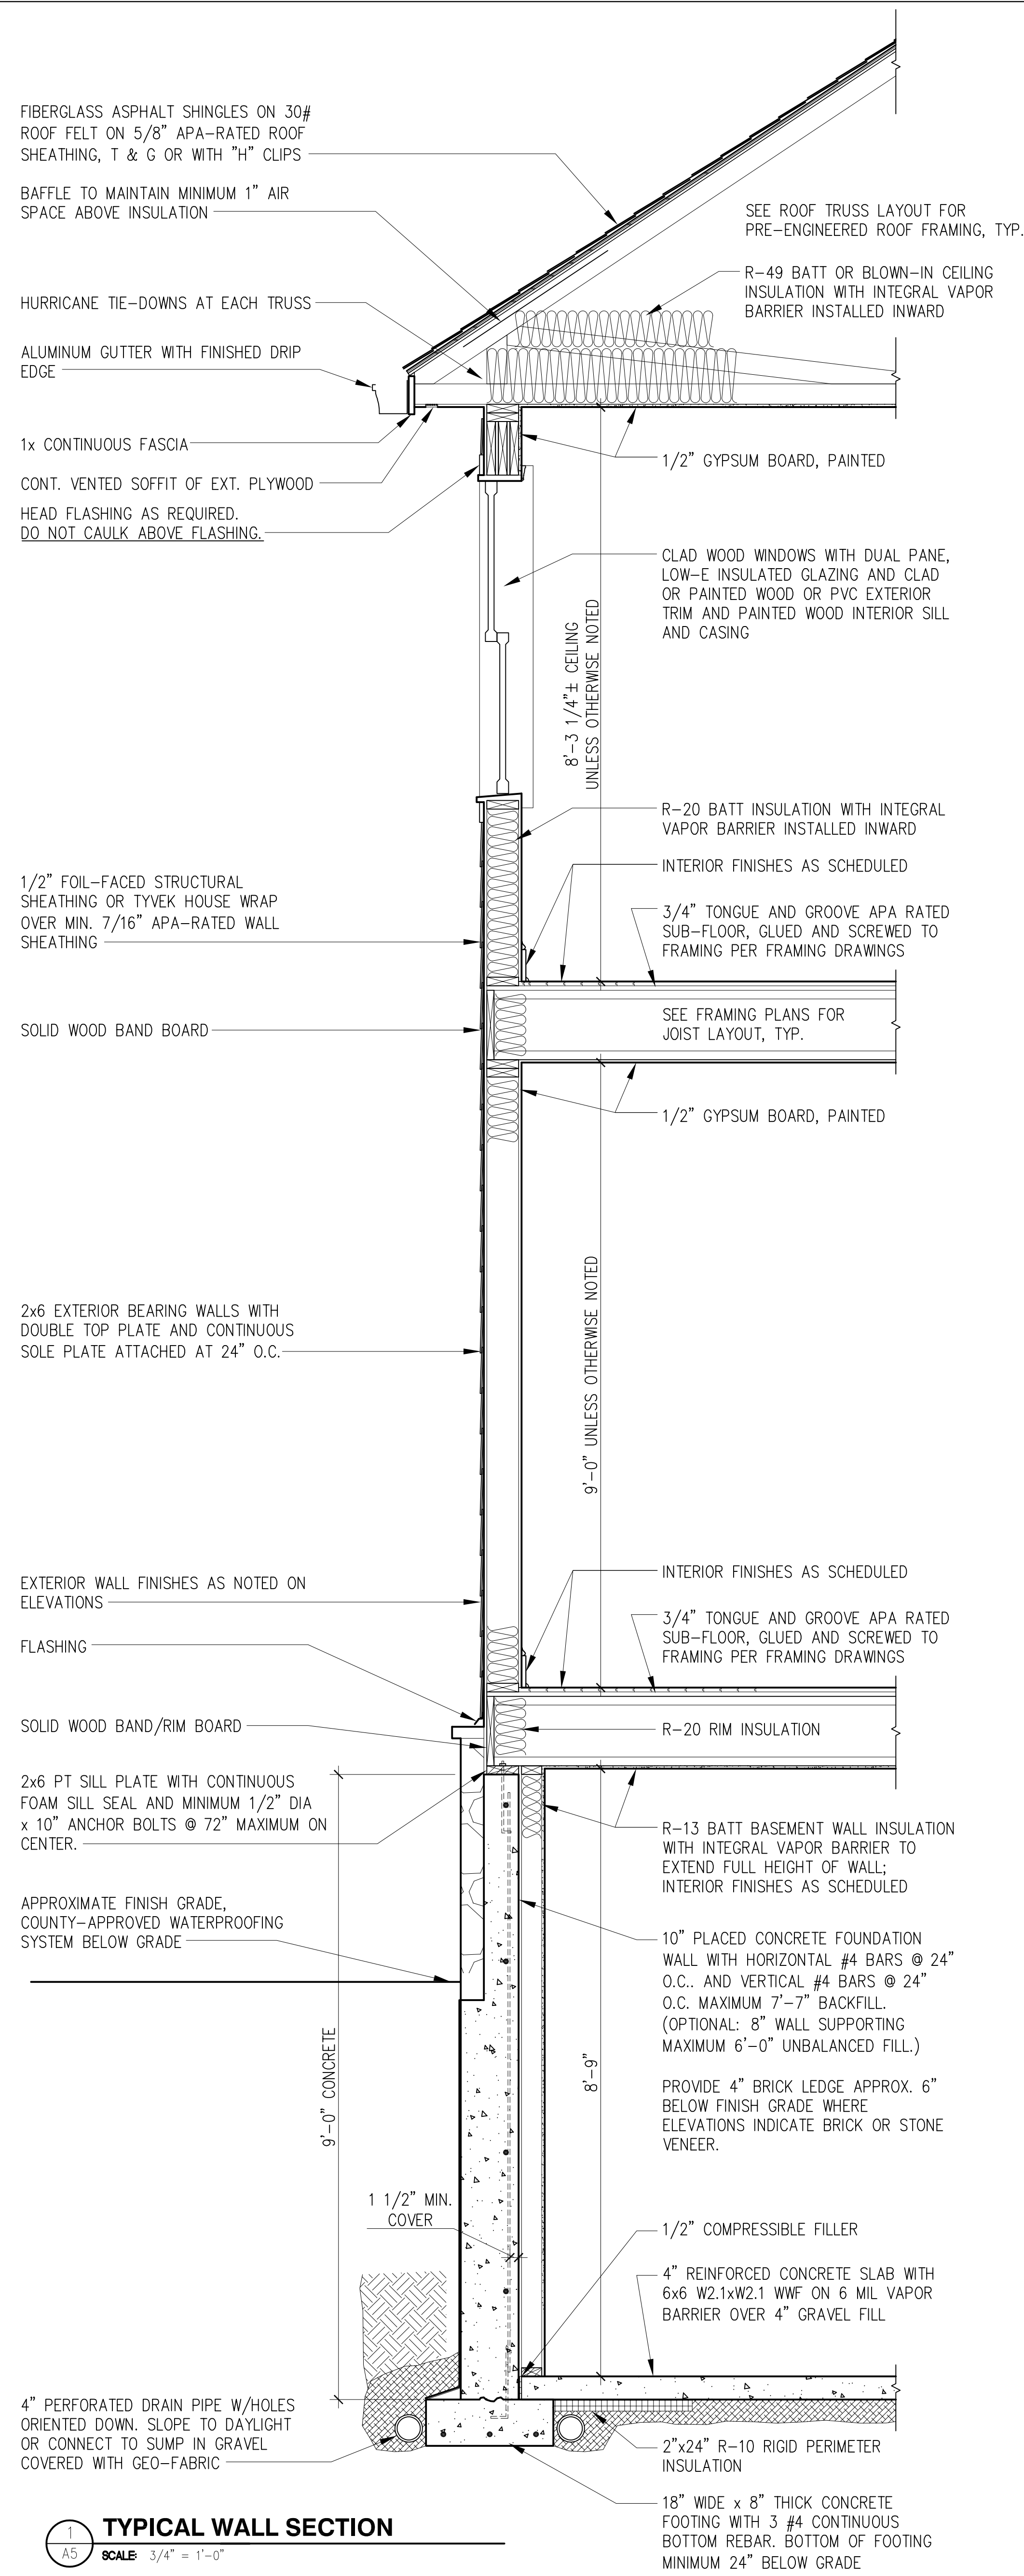 FIBERGLASS ASPHALT SHINGLES ON 30#
ROOF FELT ON 5/8" APA-RATED ROOF
SHEATHING, T & G OR WITH "H" CLIPS
BAFFLE TO MAINTAIN MINIMUM 1" AIR
SPACE ABOVE INSULATION
SEE ROOF TRUSS LAYOUT FOR
PRE-ENGINEERED ROOF FRAMING, TYP.
R-49 BATT OR BLOWN-IN CEILING
INSULATION WITH INTEGRAL VAPOR
BARRIER INSTALLED INWARD
HURRICANE TIE-DOWNS AT EACH TRUSS
ALUMINUM GUTTER WITH FINISHED DRIP
EDGE
1x CONTINUOUS FASCIA
1/2" GYPSUM BOARD, PAINTED
CONT. VENTED SOFFIT OF EXT. PLYWOOD
HEAD FLASHING AS REQUIRED.
DO NOT CAULK ABOVE FLASHING.
CLAD WOOD WINDOWS WITH DUAL PANE,
LOW-E INSULATED GLAZING AND CLAD
OR PAINTED WOOD OR PVC EXTERIOR
TRIM AND PAINTED WOOD INTERIOR SILL
AND CASING
8'-3 1/4"± CEILING
UNLESS OTHERWISE NOTED
R-20 BATT INSULATION WITH INTEGRAL
VAPOR BARRIER INSTALLED INWARD
INTERIOR FINISHES AS SCHEDULED
1/2" FOIL-FACED STRUCTURAL
SHEATHING OR TYVEK HOUSE WRAP
OVER MIN. 7/16" APA-RATED WALL
SHEATHING
3/4" TONGUE AND GROOVE APA RATED
SUB-FLOOR, GLUED AND SCREWED TO
FRAMING PER FRAMING DRAWINGS
SOLID WOOD BAND BOARD
SEE FRAMING PLANS FOR
JOIST LAYOUT, TYP.
1/2" GYPSUM BOARD, PAINTED
2x6 EXTERIOR BEARING WALLS WITH
DOUBLE TOP PLATE AND CONTINUOUS
SOLE PLATE ATTACHED AT 24" O.C.
9'-0" UNLESS OTHERWISE NOTED
INTERIOR FINISHES AS SCHEDULED
EXTERIOR WALL FINISHES AS NOTED ON
ELEVATIONS
3/4" TONGUE AND GROOVE APA RATED
SUB-FLOOR, GLUED AND SCREWED TO
FRAMING PER FRAMING DRAWINGS
FLASHING
SOLID WOOD BAND/RIM BOARD
R-20 RIM INSULATION
2x6 PT SILL PLATE WITH CONTINUOUS
FOAM SILL SEAL AND MINIMUM 1/2" DIA
x 10" ANCHOR BOLTS @ 72" MAXIMUM ON
CENTER.
R-13 BATT BASEMENT WALL INSULATION
WITH INTEGRAL VAPOR BARRIER TO
EXTEND FULL HEIGHT OF WALL;
INTERIOR FINISHES AS SCHEDULED
APPROXIMATE FINISH GRADE,
COUNTY-APPROVED WATERPROOFING
SYSTEM BELOW GRADE
10" PLACED CONCRETE FOUNDATION
WALL WITH HORIZONTAL #4 BARS @ 24"
O.C.. AND VERTICAL #4 BARS @ 24"
O.C. MAXIMUM 7'-7" BACKFILL.
(OPTIONAL: 8" WALL SUPPORTING
MAXIMUM 6'-0" UNBALANCED FILL.)
9'-0" CONCRETE
8'-9"
PROVIDE 4" BRICK LEDGE APPROX. 6"
BELOW FINISH GRADE WHERE
ELEVATIONS INDICATE BRICK OR STONE
VENEER.
1 1/2" MIN.
COVER
1/2" COMPRESSIBLE FILLER
4" REINFORCED CONCRETE SLAB WITH
6x6 W2.1xW2.1 WWF ON 6 MIL VAPOR
BARRIER OVER 4" GRAVEL FILL
4" PERFORATED DRAIN PIPE W/HOLES
ORIENTED DOWN. SLOPE TO DAYLIGHT
OR CONNECT TO SUMP IN GRAVEL
COVERED WITH GEO-FABRIC
2"x24" R-10 RIGID PERIMETER
INSULATION
18" WIDE x 8" THICK CONCRETE
FOOTING WITH 3 #4 CONTINUOUS
BOTTOM REBAR. BOTTOM OF FOOTING
MINIMUM 24" BELOW GRADE
1
A5
TYPICAL WALL SECTION
SCALE: 3/4" = 1'-0"